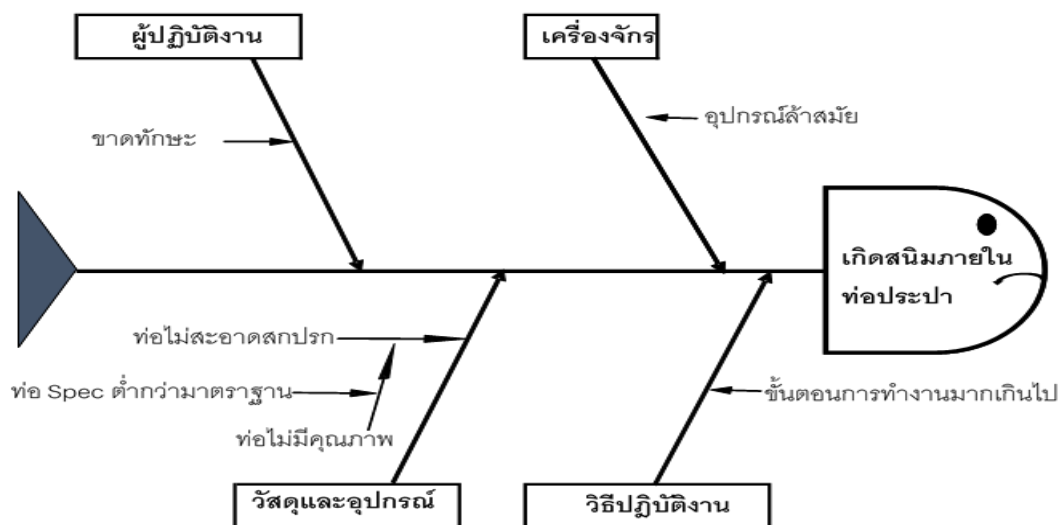 ผู้ปฏิบัติงาน
เครื่องจักร
อุปกรณ์ล้าสมัย
ขาดทักษะ
เกิดสนิมภายใน
ท่อประปา
ท่อไม่สะอาดสกปรก
ท่อ Spec ต่ำกว่ามาตราฐาน
ขั้นตอนการทำงานมากเกินไป
ท่อไม่มีคุณภาพ
วัสดุและอุปกรณ์
วิธีปฏิบัติงาน